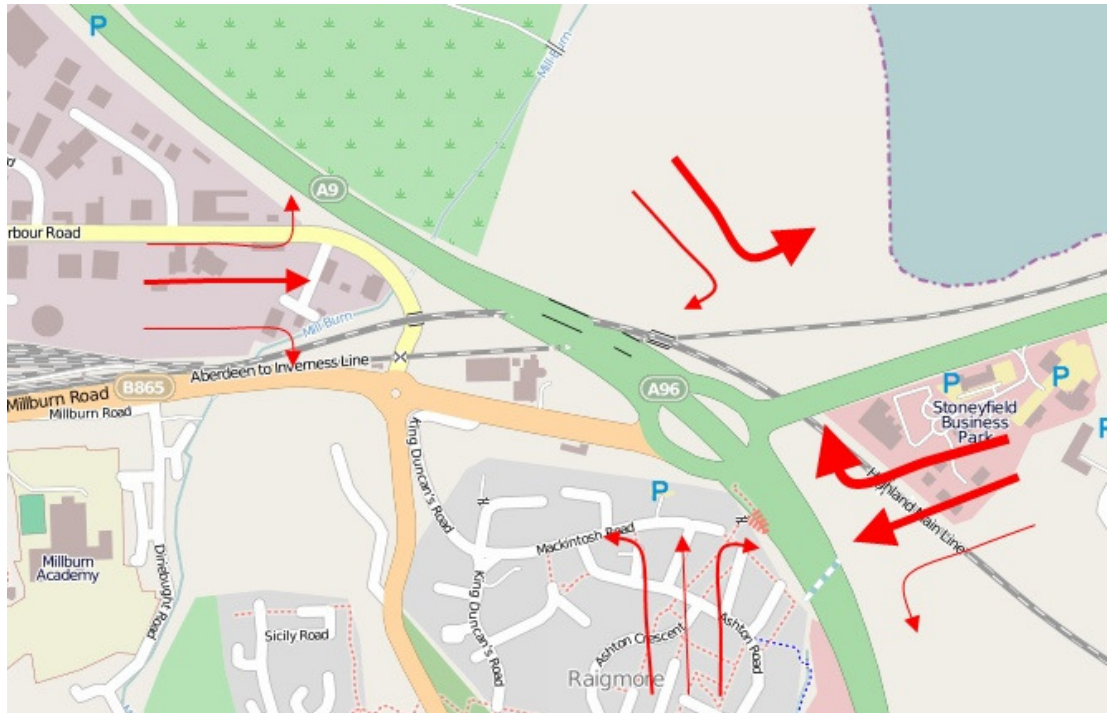 P
Mill-Burn
A9
rbour Road
Mill-Burn
Aberdeen to Inverness Line
B865
Millburn Road
Millburn Road
A96
P
P
Stoneyfield
Business
Park
Highland Main Line
King Duncan's Road
P
Mackintosh Road
Millburn
Academy
Diriebught Road
King Duncan's Road
Sicily Road
Ashton Crescent
Ashton Road
Raigmore